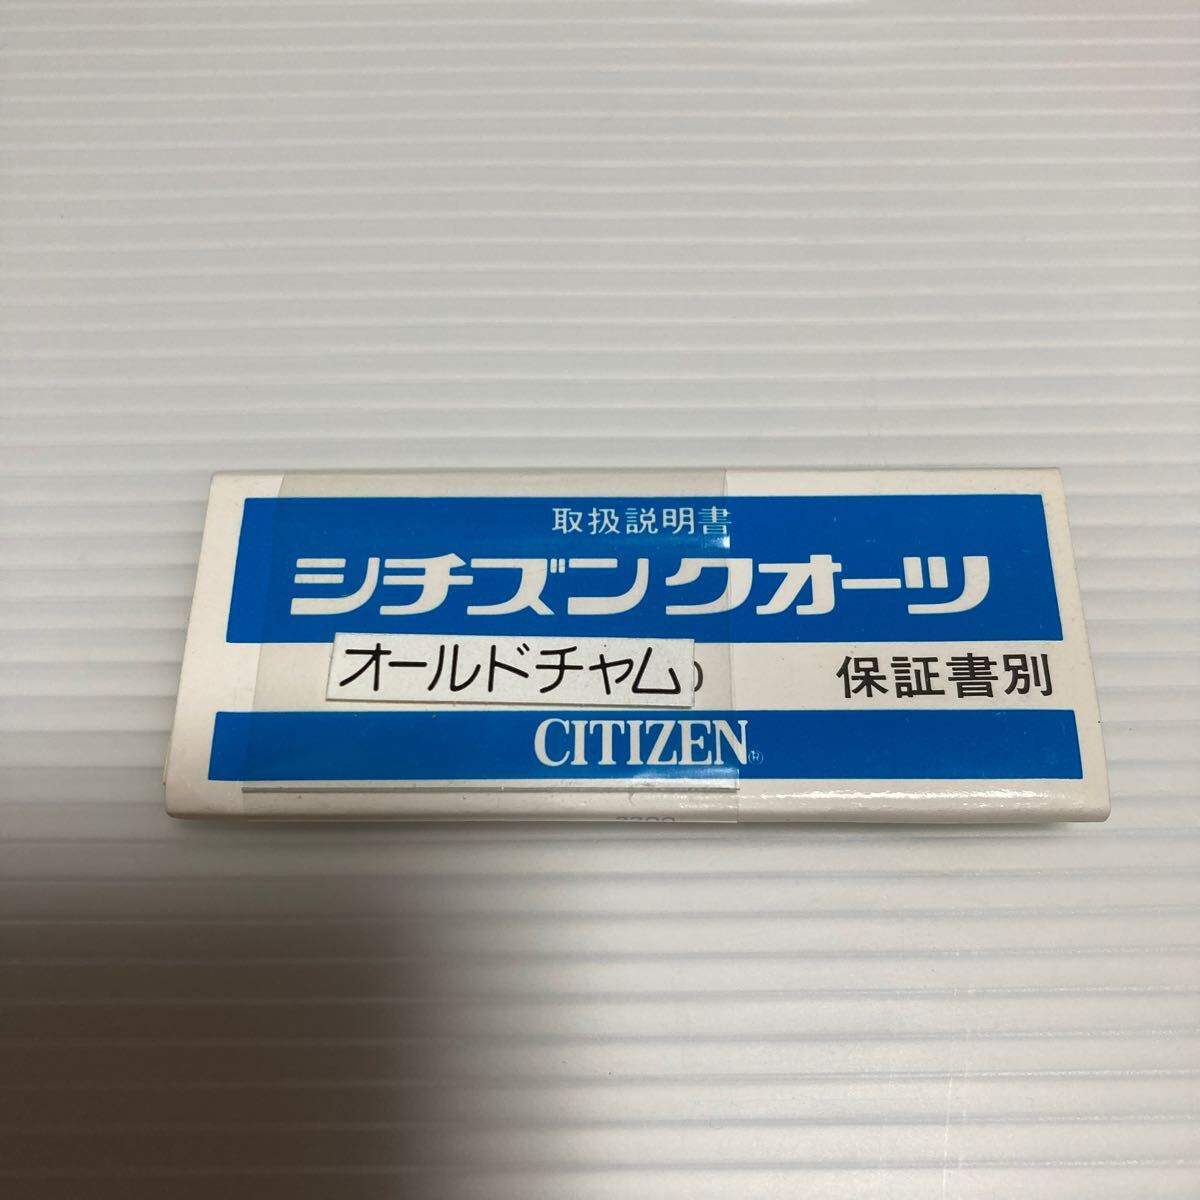 取扱説明書
シチズンクオーツ
オールドチャム 0 保証書別
CITIZEN®